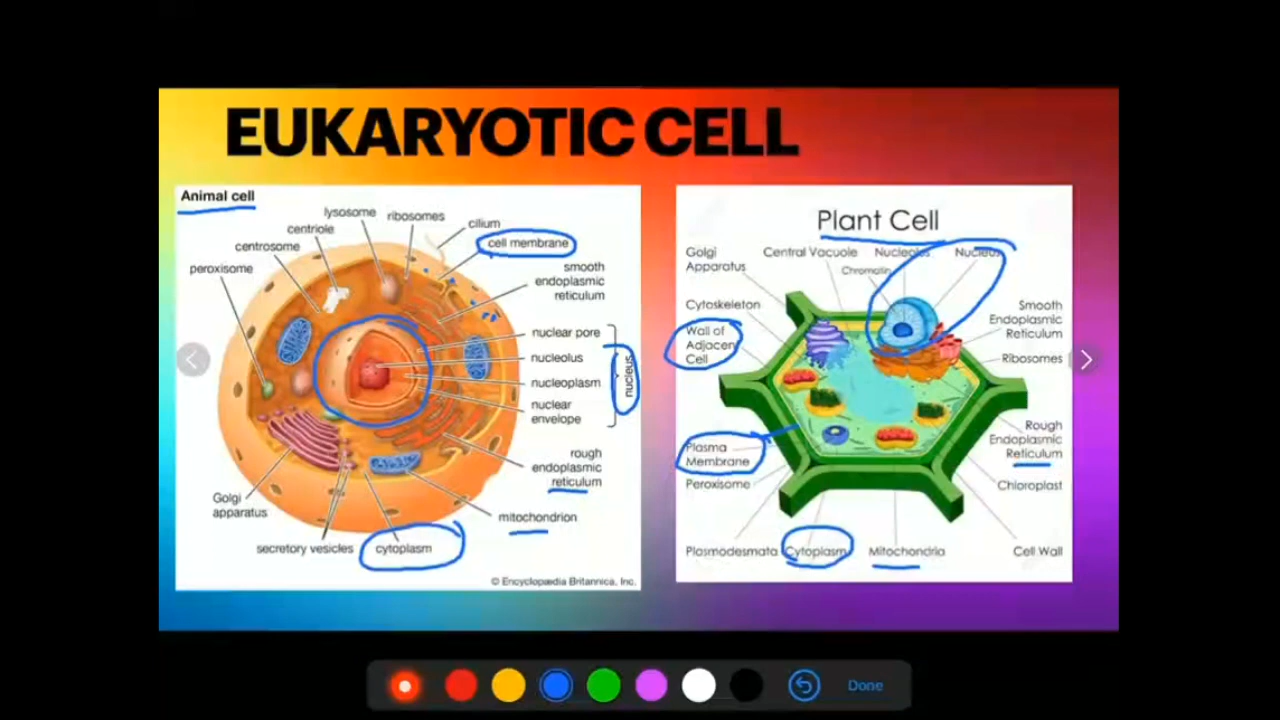 EUKARYOTIC CELL
Animal cell
lysosome
ribosomes
cilium
centriole
cell membrane
centrosome
peroxisome
smooth
endoplasmic
reticulum
nuclear pore
nucleolus
nucleoplasm
nuclear
envelope
nucleus
rough
endoplasmic
reticulum
Golgi
apparatus
mitochondrion
secretory vesicles
cytoplasm
© Encyclopædia Britannica, Inc.
Plant Cell
Golgi
Apparatus
Central Vacuole
Nucleolus
Nucleus
Chromatin
Cytoskeleton
Smooth
Endoplasmic
Reticulum
Wall of
Adjacent
Cell
Ribosomes
Rough
Endoplasmic
Reticulum
Plasma
Membrane
Peroxisome
Chloroplast
Plasmodesmata
Cytoplasm
Mitochondria
Cell Wall
Done